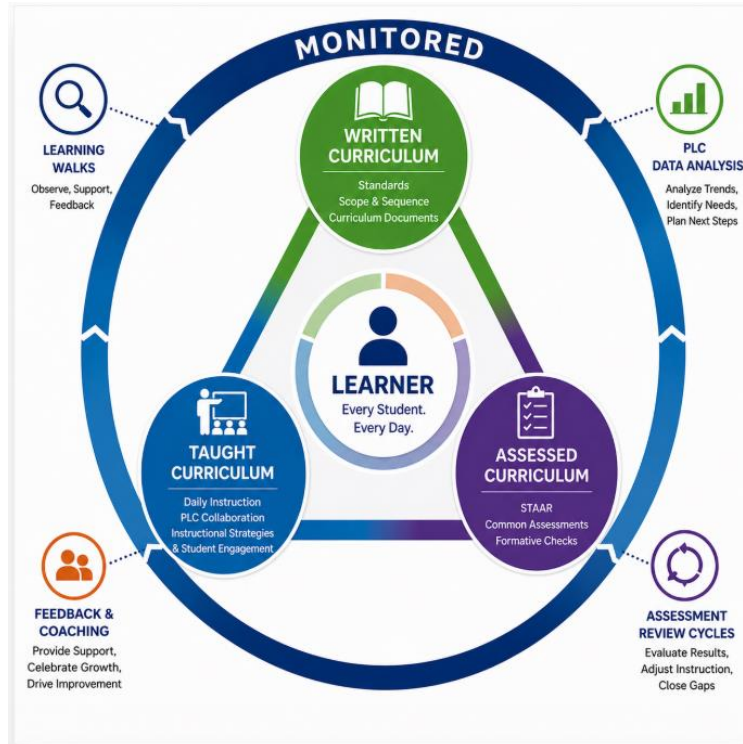 MONITORED
LEARNING
WALKS
Observe, Support,
Feedback
WRITTEN
CURRICULUM
Standards
Scope & Sequence
Curriculum Documents
PLC
DATA ANALYSIS
Analyze Trends,
Identify Needs,
Plan Next Steps
LEARNER
Every Student.
Every Day.
TAUGHT
CURRICULUM
Daily Instruction
PLC Collaboration
Instructional Strategies
& Student Engagement
ASSESSED
CURRICULUM
STAAR
Common Assessments
Formative Checks
FEEDBACK &
COACHING
Provide Support,
Celebrate Growth,
Drive Improvement
ASSESSMENT
REVIEW CYCLES
Evaluate Results,
Adjust Instruction,
Close Gaps